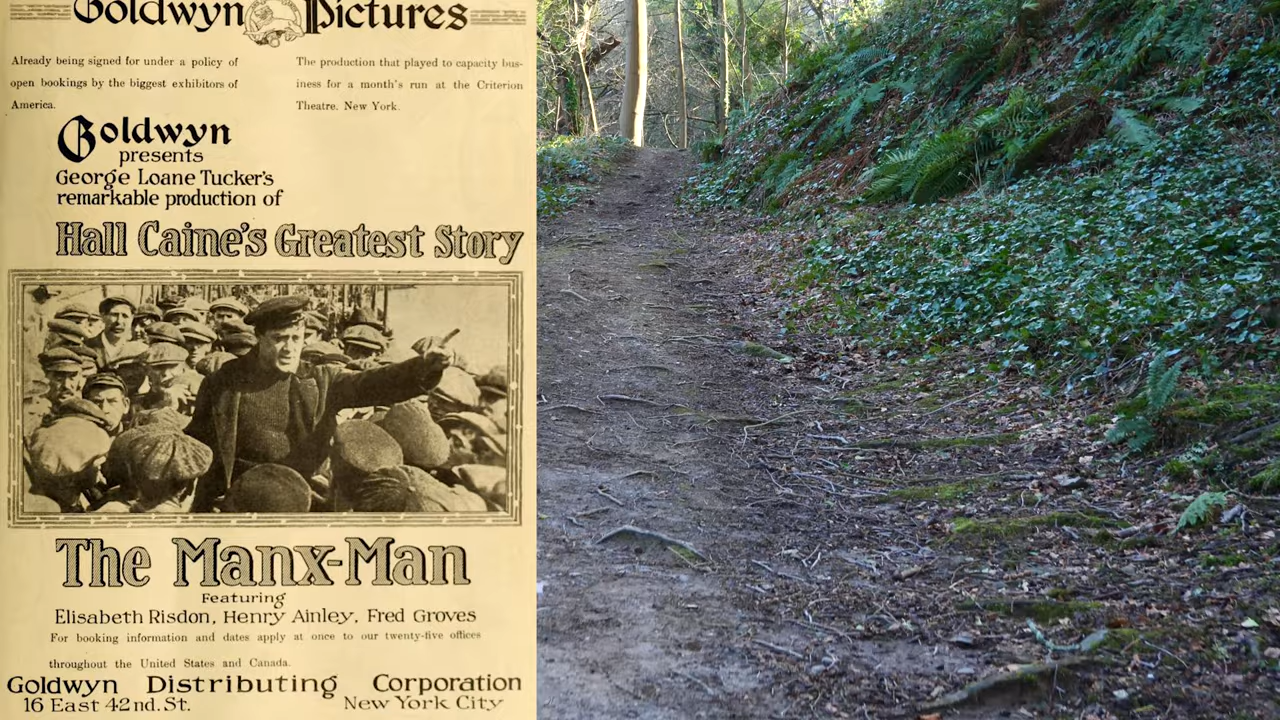 Goldwyn Pictures
Already being signed for under a policy of
open bookings by the biggest exhibitors of
America.
The production that played to capacity bus-
iness for a month's run at the Criterion
Theatre. New York.
Goldwyn
presents
George Loane Tucker's
remarkable production of
Hall Caine's Greatest Story
The Manx-Man
Featuring
Elisabeth Risdon, Henry Ainley, Fred Groves
For booking information and dates apply at once to our twenty-five offices
throughout the United States and Canada.
Goldwyn Distributing Corporation
16 East 42nd. St. New York City